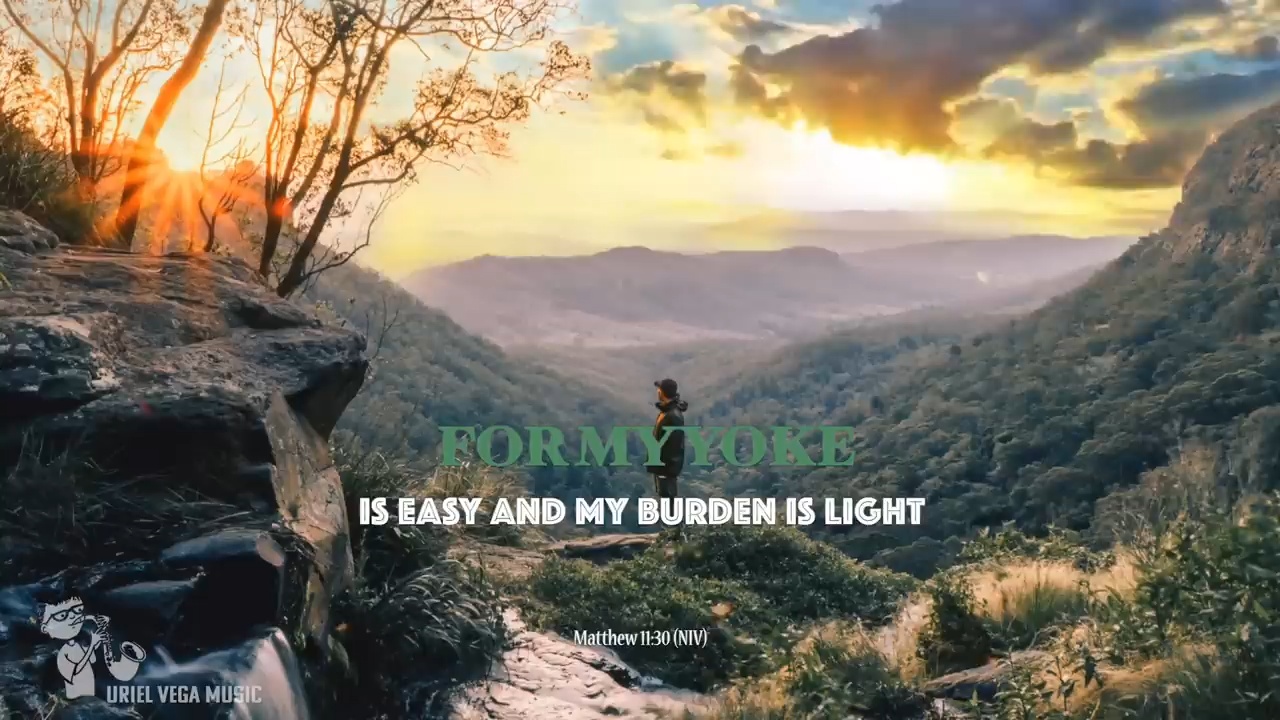 FOR MY YOKE
IS EASY AND MY BURDEN IS LIGHT
Matthew 11:30 (NIV)
URIEL VEGA MUSIC